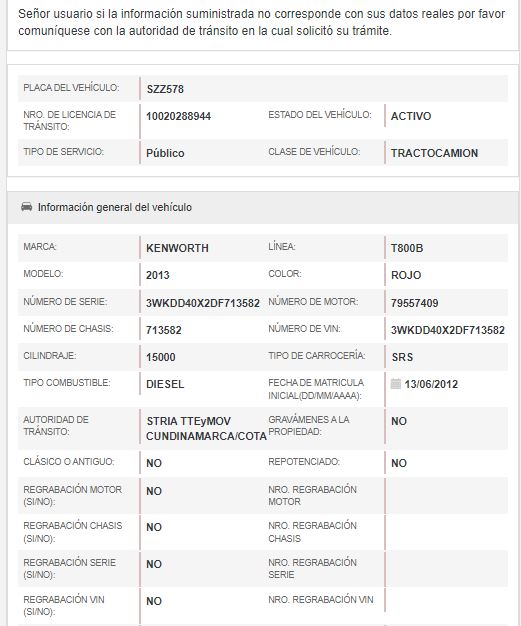 Señor usuario si la información suministrada no corresponde con sus datos reales por favor
comuníquese con la autoridad de tránsito en la cual solicitó su trámite.
PLACA DEL VEHÍCULO: SZZ578
NRO. DE LICENCIA DE TRÁNSITO: 10020288944 ESTADO DEL VEHÍCULO: ACTIVO
TIPO DE SERVICIO: Público CLASE DE VEHÍCULO: TRACTOCAMION
Información general del vehículo
MARCA: KENWORTH LÍNEA: T800B
MODELO: 2013 COLOR: ROJO
NÚMERO DE SERIE: 3WKDD40X2DF713582 NÚMERO DE MOTOR: 79557409
NÚMERO DE CHASIS: 713582 NÚMERO DE VIN: 3WKDD40X2DF713582
CILINDRAJE: 15000 TIPO DE CARROCERÍA: SRS
TIPO COMBUSTIBLE: DIESEL FECHA DE MATRICULA INICIAL(DD/MM/AAAA): 13/06/2012
AUTORIDAD DE TRÁNSITO: STRIA TTEyMOV CUNDINAMARCA/COTA GRAVÁMENES A LA PROPIEDAD: NO
CLÁSICO O ANTIGUO: NO REPOTENCIADO: NO
REGRABACIÓN MOTOR (SI/NO): NO NRO. REGRABACIÓN MOTOR
REGRABACIÓN CHASIS (SI/NO): NO NRO. REGRABACIÓN CHASIS
REGRABACIÓN SERIE (SI/NO): NO NRO. REGRABACIÓN SERIE
REGRABACIÓN VIN (SI/NO): NO NRO. REGRABACIÓN VIN